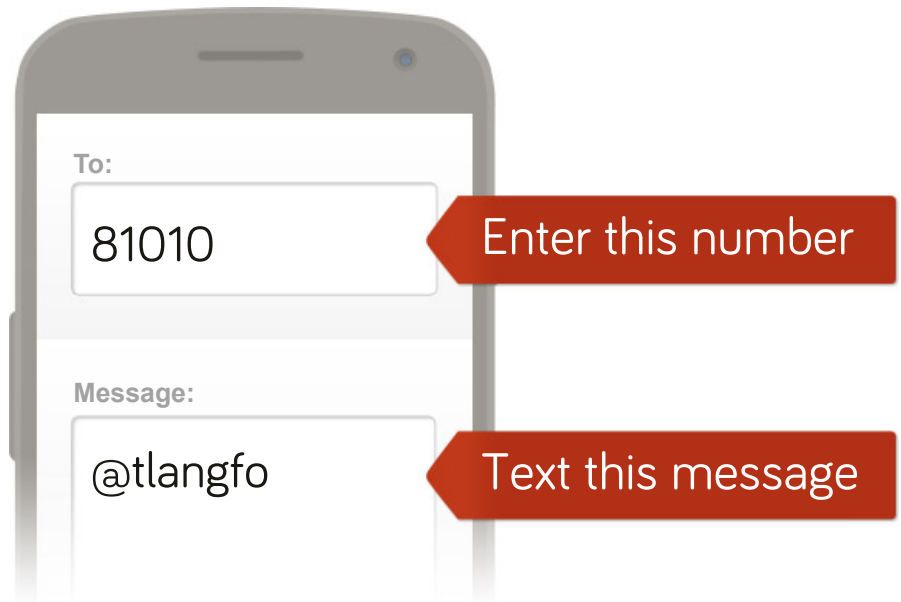 To:
81010
Enter this number
Message:
@tlangfo
Text this message